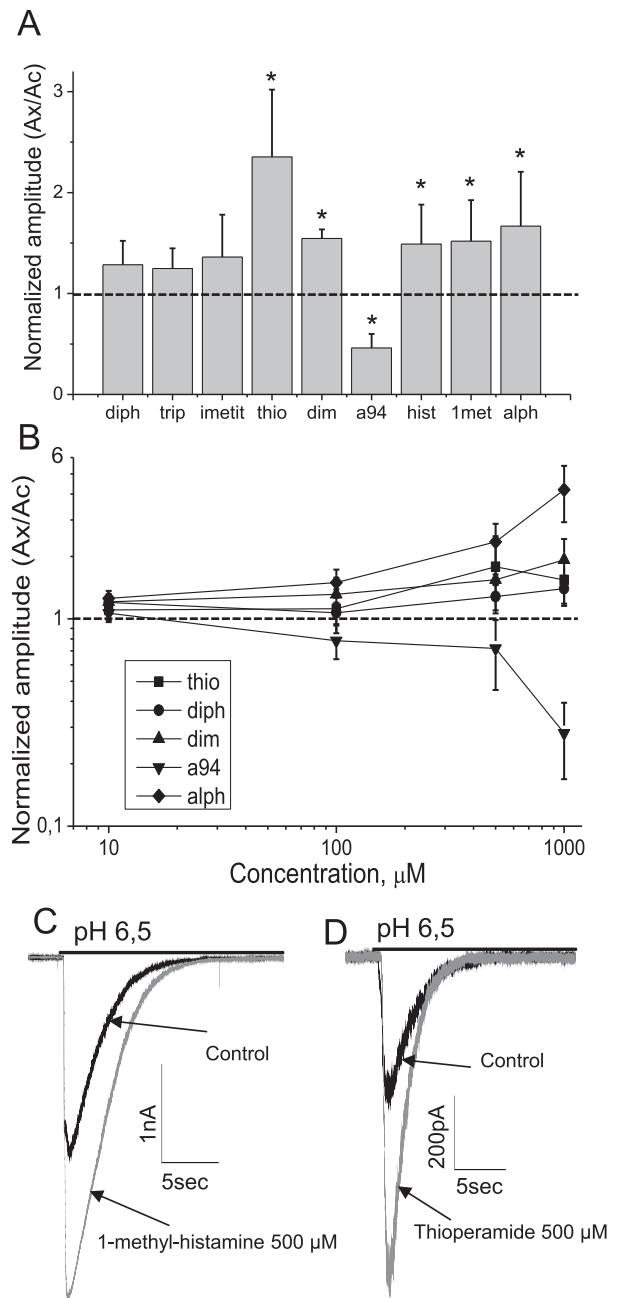 A
Normalized amplitude (Ax/Ac)
3
2
1
0
* * * * * *
diph trip imetit thio dim a94 hist 1met alph
B
Normalized amplitude (Ax/Ac)
6
1
0,1
thio
diph
dim
a94
alph
10 100 1000
Concentration, µM
C
pH 6,5
Control
1nA
5sec
1-methyl-histamine 500 µM
D
pH 6,5
Control
200pA
5sec
Thioperamide 500 µM